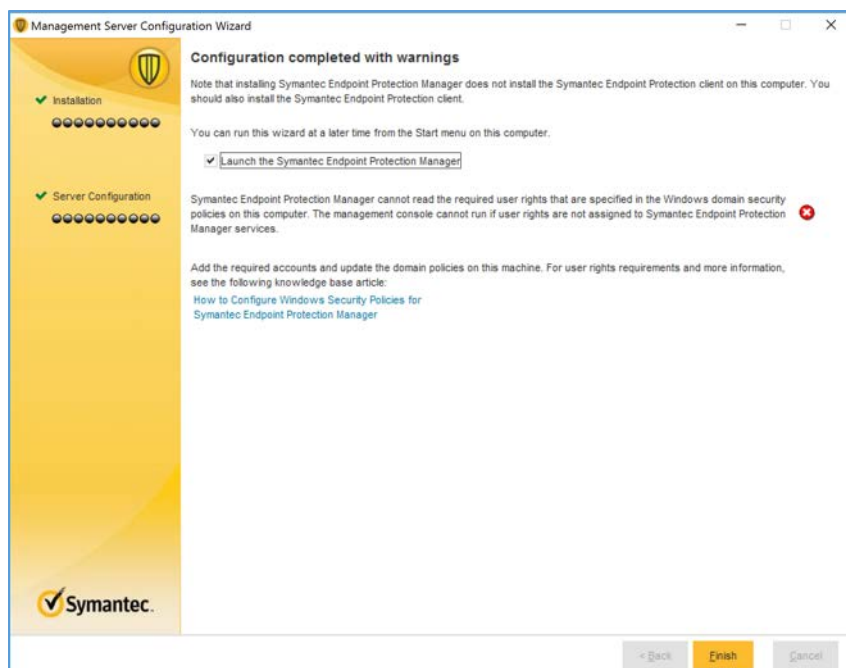 Management Server Configuration Wizard
Configuration completed with warnings
Note that installing Symantec Endpoint Protection Manager does not install the Symantec Endpoint Protection client on this computer. You
should also install the Symantec Endpoint Protection client.
Installation
You can run this wizard at a later time from the Start menu on this computer.
Launch the Symantec Endpoint Protection Manager
Server Configuration
Symantec Endpoint Protection Manager cannot read the required user rights that are specified in the Windows domain security
policies on this computer. The management console cannot run if user rights are not assigned to Symantec Endpoint Protection
Manager services.
Add the required accounts and update the domain policies on this machine. For user rights requirements and more information,
see the following knowledge base article:
How to Configure Windows Security Policies for
Symantec Endpoint Protection Manager
Symantec.
< Back Finish Cancel